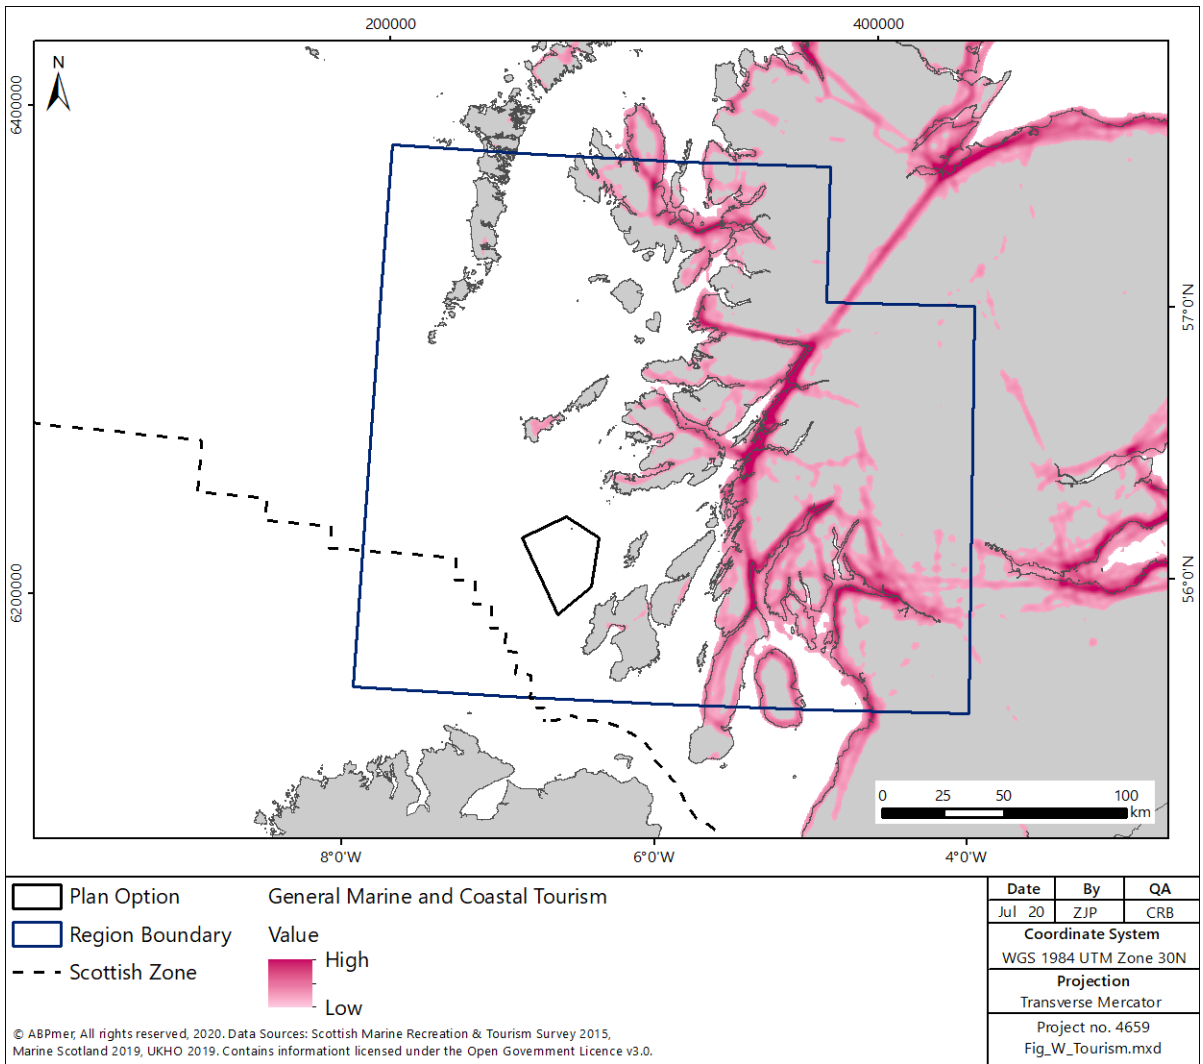 200000
400000
N
6400000
57°0'N
56°0'N
6200000
0
25
50
100
km
8°0'W
6°0'W
4°0'W
Plan Option
Region Boundary
Scottish Zone
General Marine and Coastal Tourism
Value
High
Low
© ABPmer, All rights reserved, 2020. Data Sources: Scottish Marine Recreation & Tourism Survey 2015,
Marine Scotland 2019, UKHO 2019. Contains informationt licensed under the Open Government Licence v3.0.
Date By QA
Jul 20 ZJP CRB
Coordinate System
WGS 1984 UTM Zone 30N
Projection
Transverse Mercator
Project no. 4659
Fig_W_Tourism.mxd